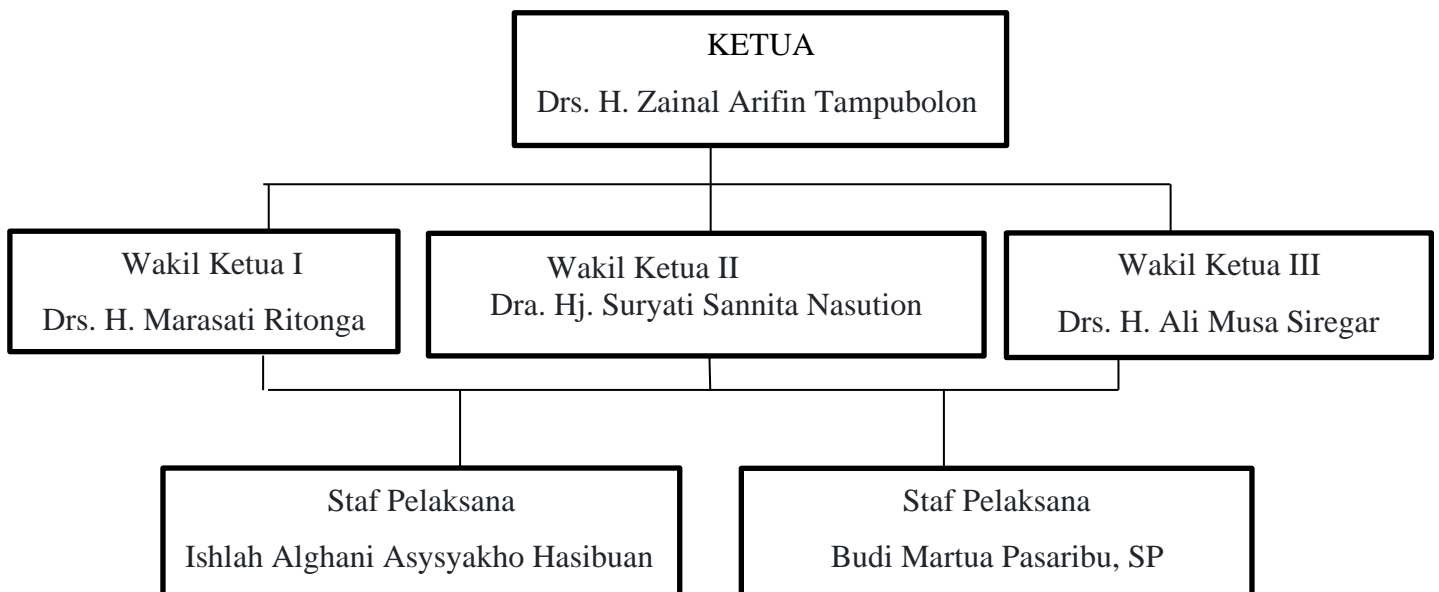 KETUA
Drs. H. Zainal Arifin Tampubolon
Wakil Ketua I
Drs. H. Marasati Ritonga
Wakil Ketua II
Dra. Hj. Suryati Sannita Nasution
Wakil Ketua III
Drs. H. Ali Musa Siregar
Staf Pelaksana
Ishlah Alghani Asysyakho Hasibuan
Staf Pelaksana
Budi Martua Pasaribu, SP